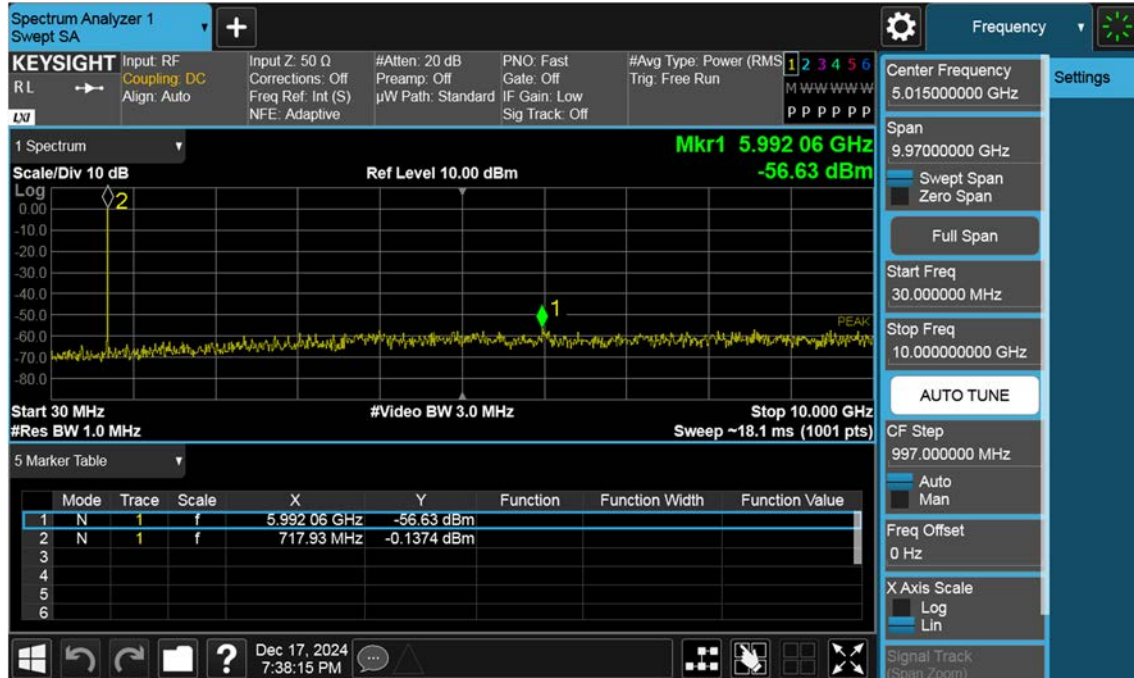 Spectrum Analyzer 1
Swept SA
+
Frequency
KEYSIGHT
RL
LXI
Input: RF
Coupling: DC
Align: Auto
Input Z: 50 Ω
Corrections: Off
Freq Ref: Int (S)
NFE: Adaptive
#Atten: 20 dB
Preamp: Off
µW Path: Standard
PNO: Fast
Gate: Off
IF Gain: Low
Sig Track: Off
#Avg Type: Power (RMS
Trig: Free Run
1 2 3 4 5 6
M W W W W W
P P P P P P
1 Spectrum
Scale/Div 10 dB
Ref Level 10.00 dBm
Mkr1 5.992 06 GHz
-56.63 dBm
Log
0.00
-10.0
-20.0
-30.0
-40.0
-50.0
-60.0
-70.0
-80.0
2
1
PEAK
Start 30 MHz
#Video BW 3.0 MHz
Stop 10.000 GHz
#Res BW 1.0 MHz
Sweep ~18.1 ms (1001 pts)
5 Marker Table
Mode Trace Scale X Y Function Function Width Function Value
1 N 1 f 5.992 06 GHz -56.63 dBm
2 N 1 f 717.93 MHz -0.1374 dBm
3
4
5
6
?
Dec 17, 2024
7:38:15 PM
Center Frequency
5.015000000 GHz
Settings
Span
9.97000000 GHz
Swept Span
Zero Span
Full Span
Start Freq
30.000000 MHz
Stop Freq
10.000000000 GHz
AUTO TUNE
CF Step
997.000000 MHz
Auto
Man
Freq Offset
0 Hz
X Axis Scale
Log
Lin
Signal Track
(Span Zoom)